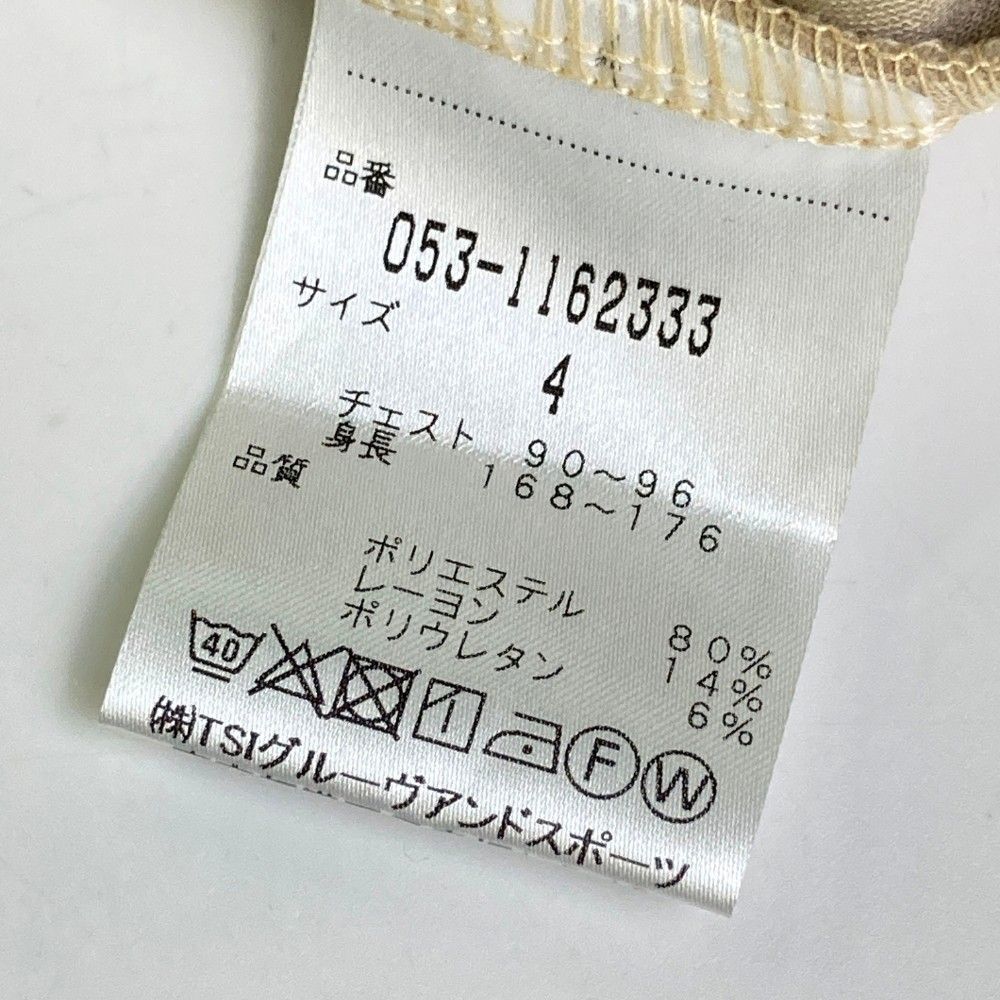 品番
053-1162333
サイズ
4
チェスト 90～96
身長 168～176
品質
ポリエステル 80%
レーヨン 14%
ポリウレタン 6%
40 F W
㈱TSIグルーヴアンドスポーツ